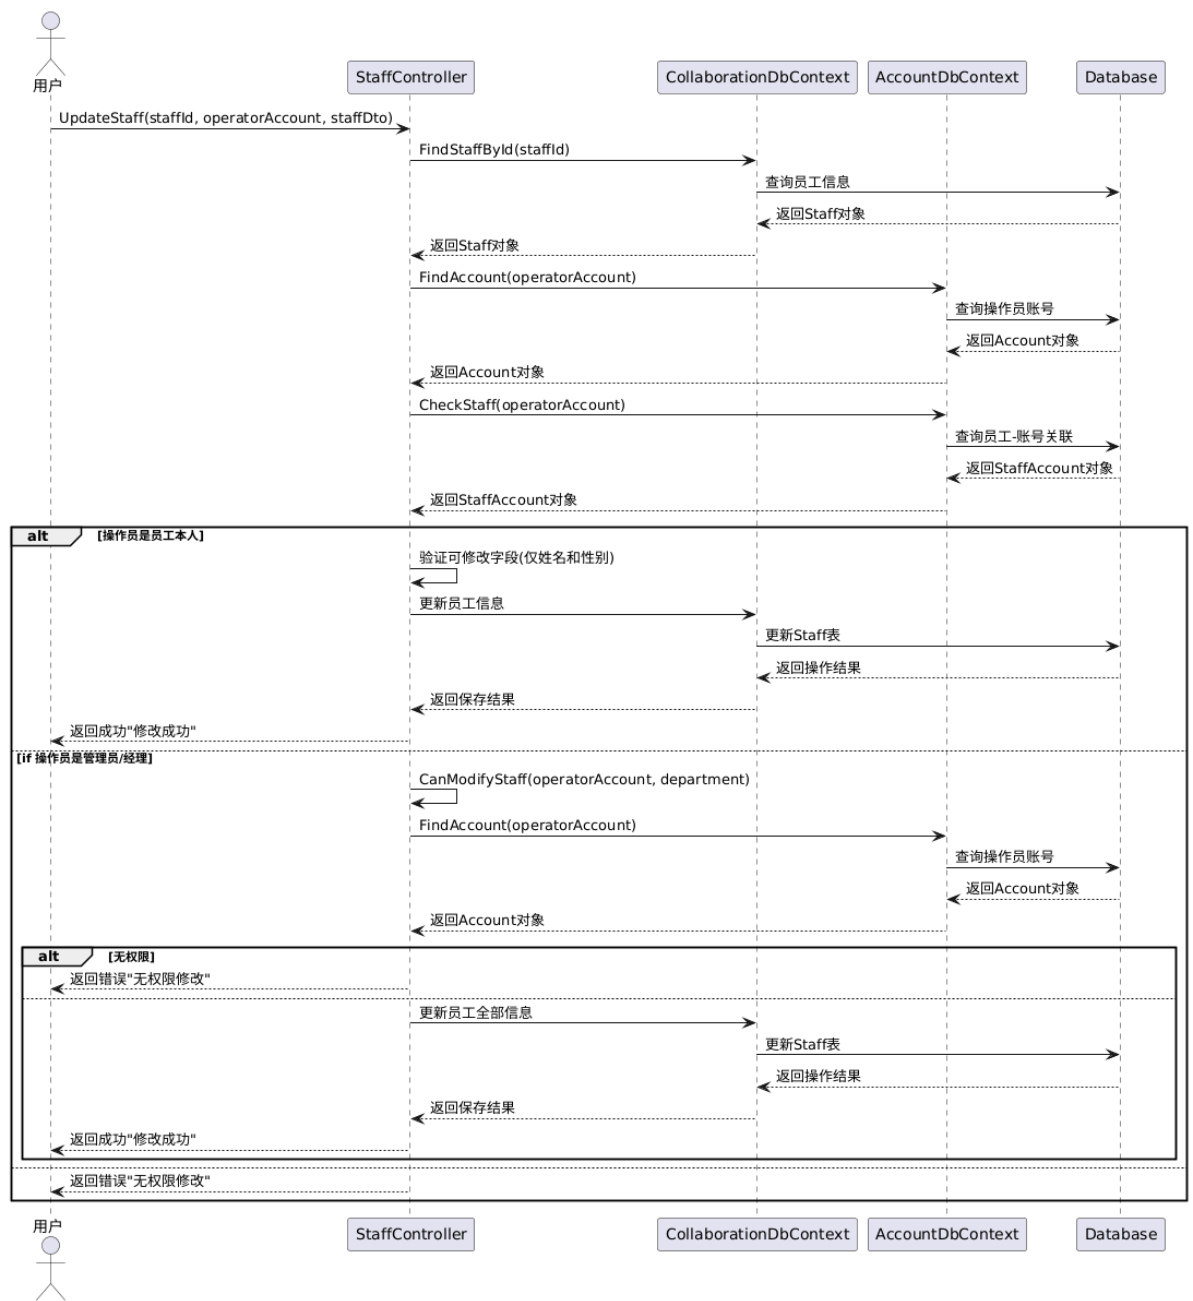 用户
StaffController
CollaborationDbContext
AccountDbContext
Database
UpdateStaff(staffId, operatorAccount, staffDto)
FindStaffById(staffId)
查询员工信息
返回Staff对象
返回Staff对象
FindAccount(operatorAccount)
查询操作员账号
返回Account对象
返回Account对象
CheckStaff(operatorAccount)
查询员工-账号关联
返回StaffAccount对象
返回StaffAccount对象
alt [操作员是员工本人]
验证可修改字段(仅姓名和性别)
更新员工信息
更新Staff表
返回操作结果
返回保存结果
返回成功"修改成功"
[if 操作员是管理员/经理]
CanModifyStaff(operatorAccount, department)
FindAccount(operatorAccount)
查询操作员账号
返回Account对象
返回Account对象
alt [无权限]
返回错误"无权限修改"
更新员工全部信息
更新Staff表
返回操作结果
返回保存结果
返回成功"修改成功"
返回错误"无权限修改"
用户
StaffController
CollaborationDbContext
AccountDbContext
Database